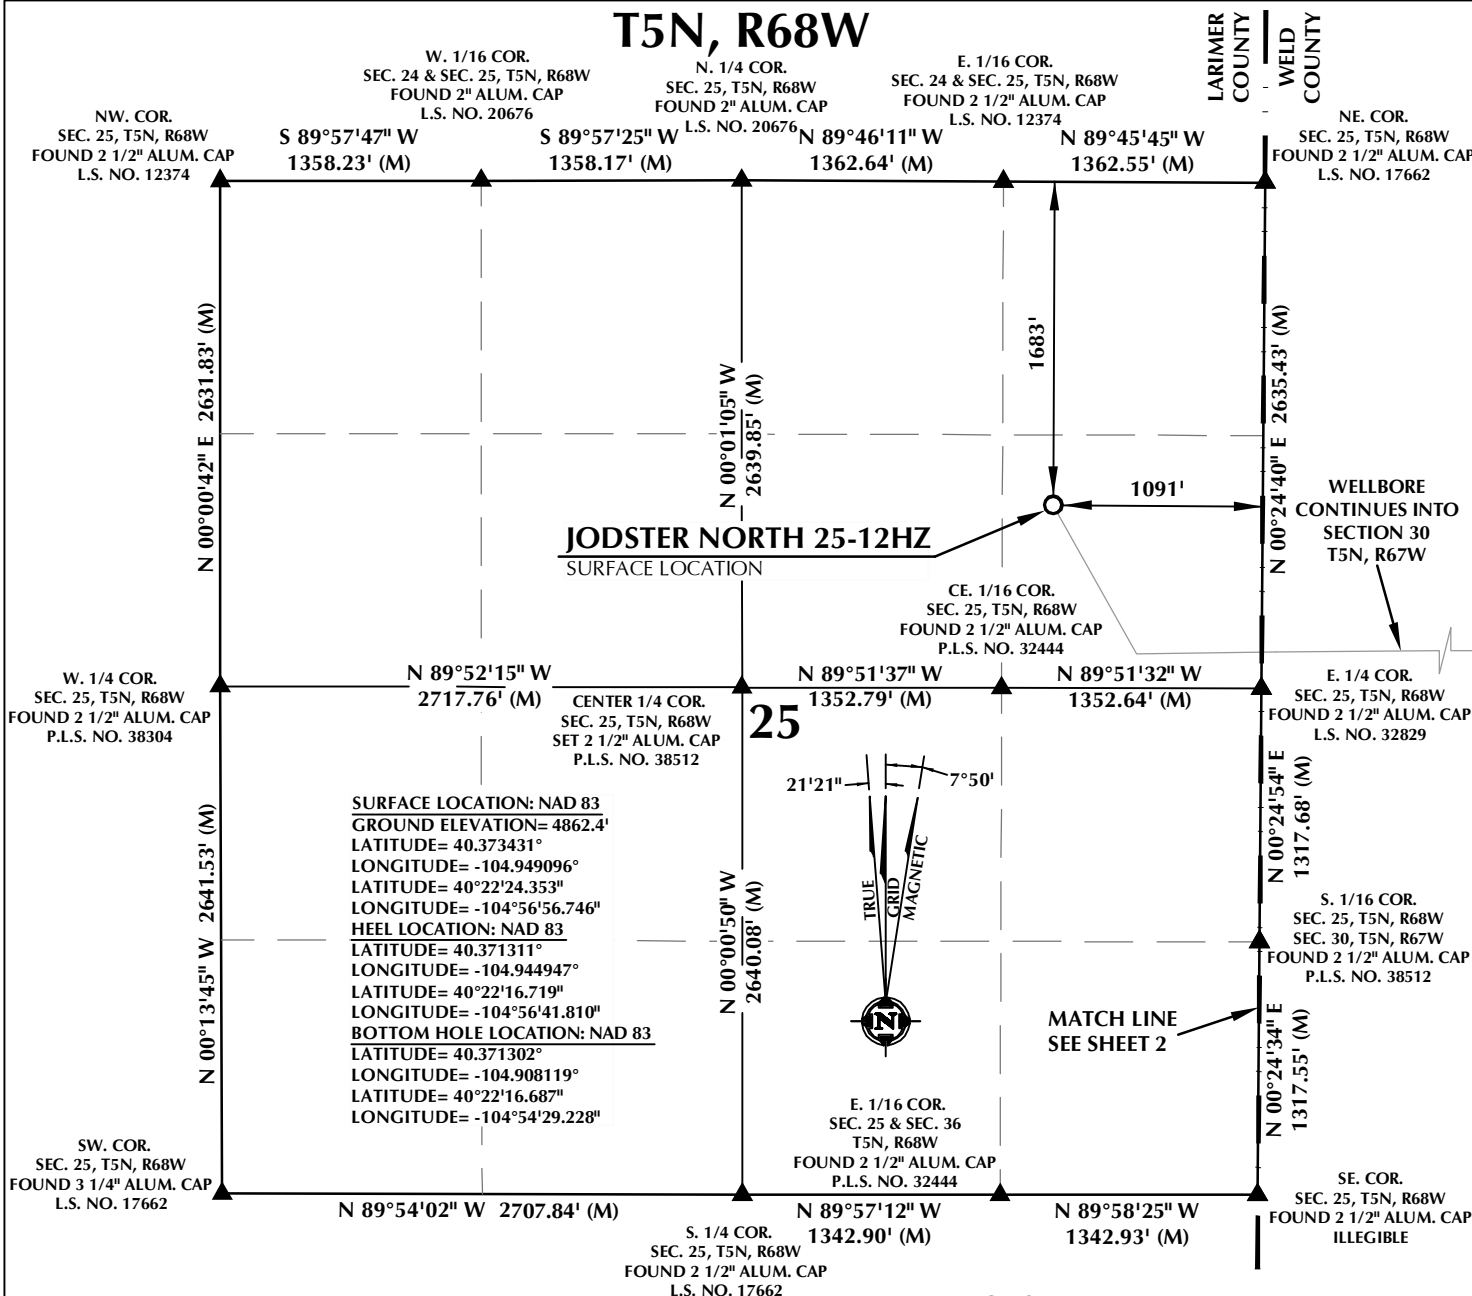 T5N, R68W
LARIMER
COUNTY
WELD
COUNTY
NW. COR.
SEC. 25, T5N, R68W
FOUND 2 1/2" ALUM. CAP
L.S. NO. 12374
W. 1/16 COR.
SEC. 24 & SEC. 25, T5N, R68W
FOUND 2" ALUM. CAP
L.S. NO. 20676
N. 1/4 COR.
SEC. 25, T5N, R68W
FOUND 2" ALUM. CAP
L.S. NO. 20676
E. 1/16 COR.
SEC. 24 & SEC. 25, T5N, R68W
FOUND 2 1/2" ALUM. CAP
L.S. NO. 12374
NE. COR.
SEC. 25, T5N, R68W
FOUND 2 1/2" ALUM. CAP
L.S. NO. 17662
S 89°57'47" W
1358.23' (M)
S 89°57'25" W
1358.17' (M)
N 89°46'11" W
1362.64' (M)
N 89°45'45" W
1362.55' (M)
N 00°00'42" E 2631.83' (M)
N 00°01'05" W
2639.85' (M)
1683'
1091'
N 00°24'40" E 2635.43' (M)
WELLBORE
CONTINUES INTO
SECTION 30
T5N, R67W
JODSTER NORTH 25-12HZ
SURFACE LOCATION
CE. 1/16 COR.
SEC. 25, T5N, R68W
FOUND 2 1/2" ALUM. CAP
P.L.S. NO. 32444
W. 1/4 COR.
SEC. 25, T5N, R68W
FOUND 2 1/2" ALUM. CAP
P.L.S. NO. 38304
N 89°52'15" W
2717.76' (M)
CENTER 1/4 COR.
SEC. 25, T5N, R68W
SET 2 1/2" ALUM. CAP
P.L.S. NO. 38512
25
N 89°51'37" W
1352.79' (M)
N 89°51'32" W
1352.64' (M)
E. 1/4 COR.
SEC. 25, T5N, R68W
FOUND 2 1/2" ALUM. CAP
L.S. NO. 32829
21'21"
7°50'
TRUE
GRID
MAGNETIC
N
SURFACE LOCATION: NAD 83
GROUND ELEVATION= 4862.4'
LATITUDE= 40.373431°
LONGITUDE= -104.949096°
LATITUDE= 40°22'24.353"
LONGITUDE= -104°56'56.746"
HEEL LOCATION: NAD 83
LATITUDE= 40.371311°
LONGITUDE= -104.944947°
LATITUDE= 40°22'16.719"
LONGITUDE= -104°56'41.810"
BOTTOM HOLE LOCATION: NAD 83
LATITUDE= 40.371302°
LONGITUDE= -104.908119°
LATITUDE= 40°22'16.687"
LONGITUDE= -104°54'29.228"
N 00°13'45" W 2641.53' (M)
N 00°00'50" W
2640.08' (M)
N 00°24'54" E
1317.68' (M)
S. 1/16 COR.
SEC. 25, T5N, R68W
SEC. 30, T5N, R67W
FOUND 2 1/2" ALUM. CAP
P.L.S. NO. 38512
MATCH LINE
SEE SHEET 2
N 00°24'34" E
1317.55' (M)
E. 1/16 COR.
SEC. 25 & SEC. 36
T5N, R68W
FOUND 2 1/2" ALUM. CAP
P.L.S. NO. 32444
SW. COR.
SEC. 25, T5N, R68W
FOUND 3 1/4" ALUM. CAP
L.S. NO. 17662
N 89°54'02" W 2707.84' (M)
S. 1/4 COR.
SEC. 25, T5N, R68W
FOUND 2 1/2" ALUM. CAP
L.S. NO. 17662
N 89°57'12" W
1342.90' (M)
N 89°58'25" W
1342.93' (M)
SE. COR.
SEC. 25, T5N, R68W
FOUND 2 1/2" ALUM. CAP
ILLEGIBLE